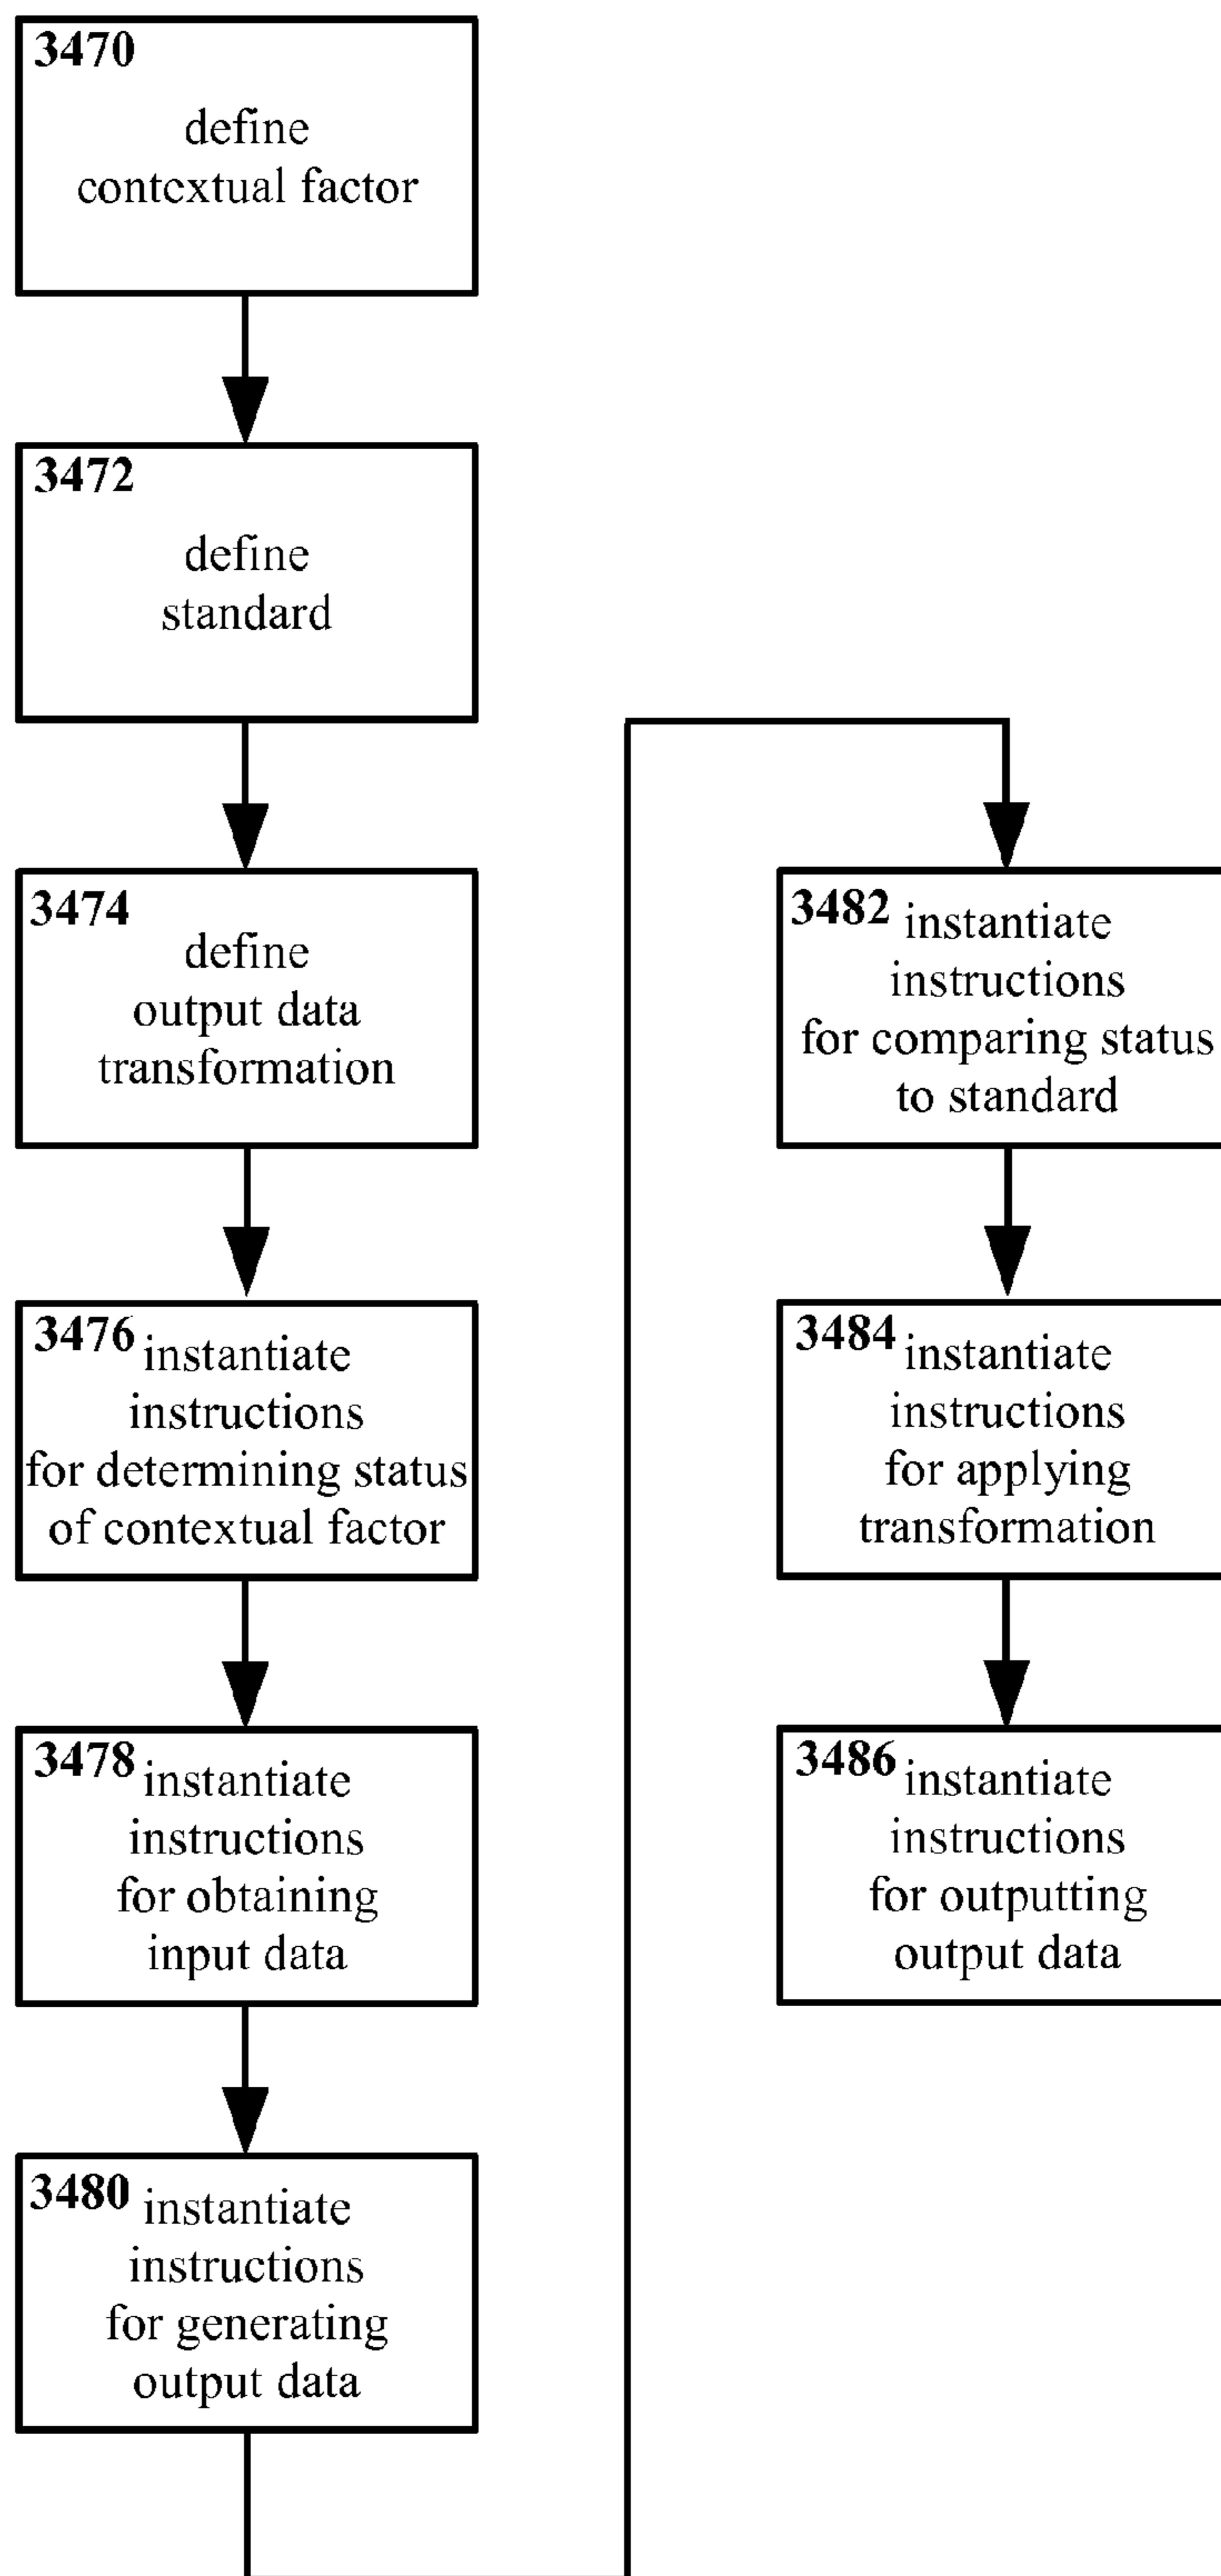 3470
define
contextual factor
3472
define
standard
3474
define
output data
transformation
3476 instantiate
instructions
for determining status
of contextual factor
3478 instantiate
instructions
for obtaining
input data
3480 instantiate
instructions
for generating
output data
3482 instantiate
instructions
for comparing status
to standard
3484 instantiate
instructions
for applying
transformation
3486 instantiate
instructions
for outputting
output data